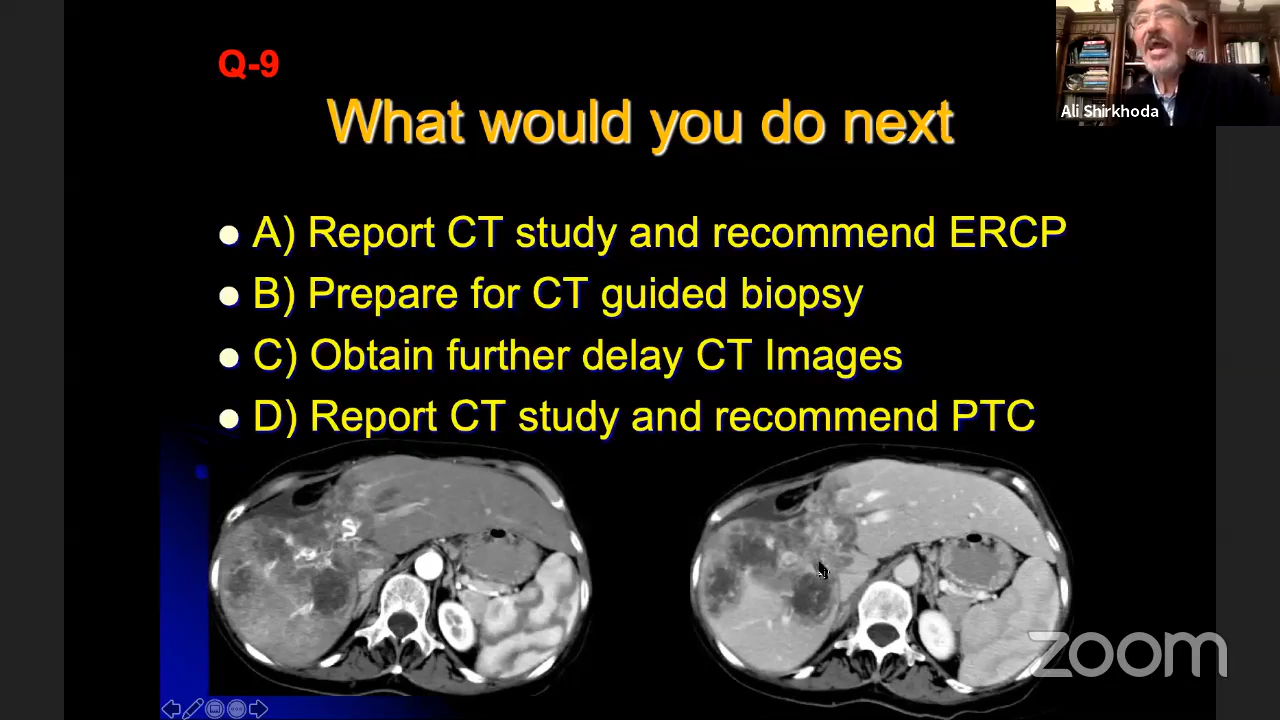 Q-9
Ali Shirkhoda
What would you do next
A) Report CT study and recommend ERCP
B) Prepare for CT guided biopsy
C) Obtain further delay CT Images
D) Report CT study and recommend PTC
zoom